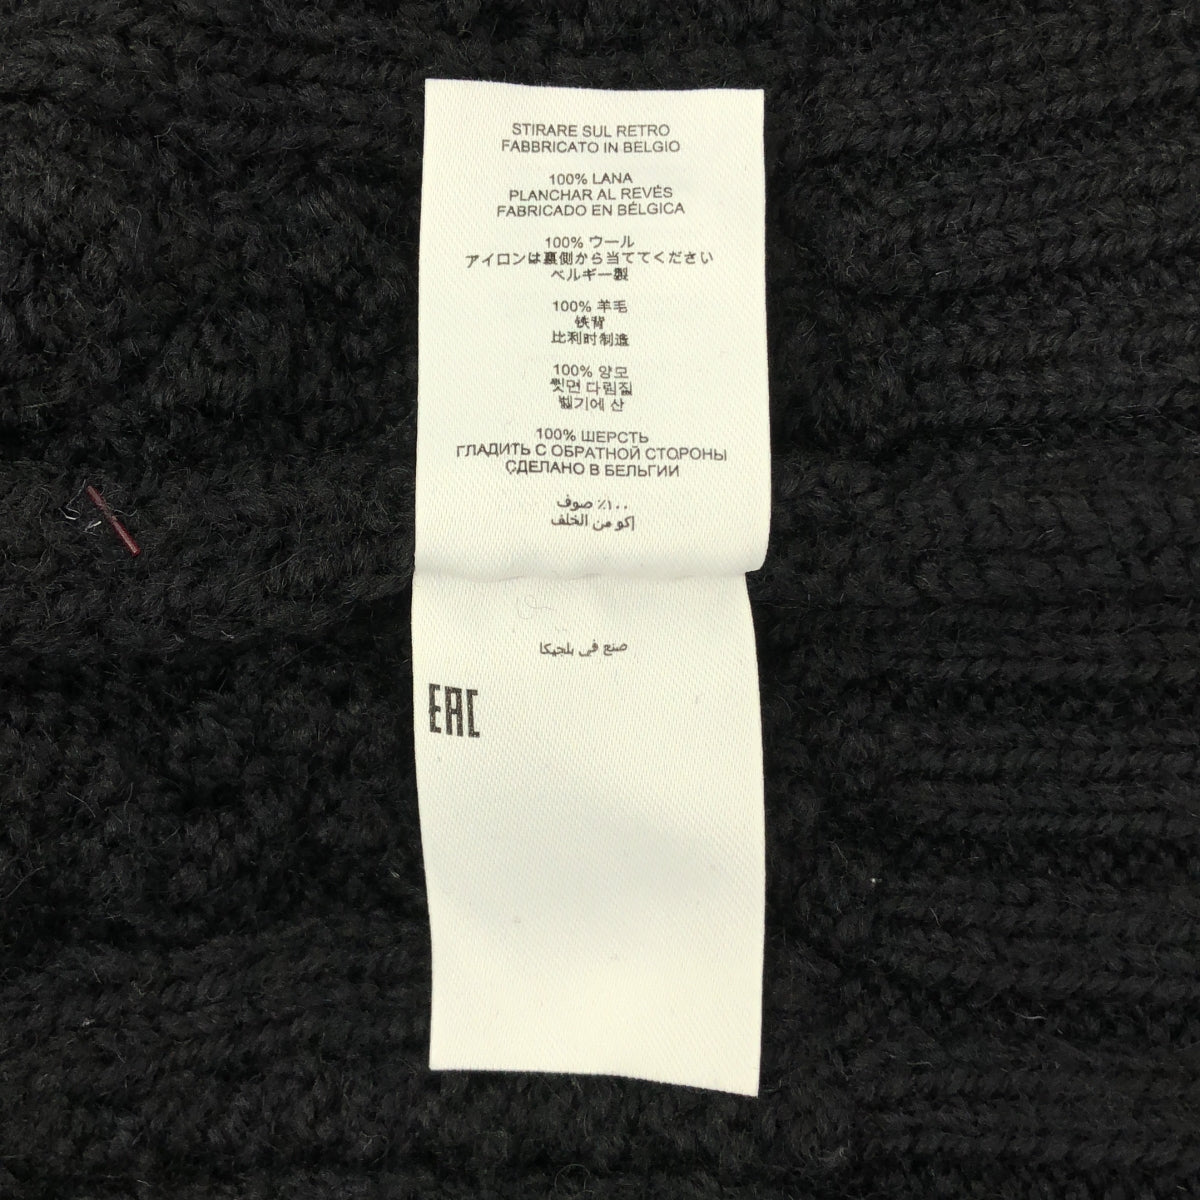 STIRARE SUL RETRO
FABBRICATO IN BELGIO
100% LANA
PLANCHAR AL REVÉS
FABRICADO EN BÉLGICA
100% ウール
アイロンは裏側から当ててください
ベルギー製
100% 羊毛
铁背
比利时制造
100% 양모
찟면 다림질
벨기에 산
100% ШЕРСТЬ
ГЛАДИТЬ С ОБРАТНОЙ СТОРОНЫ
СДЕЛАНО В БЕЛЬГИИ
١٠٠٪ صوف
إكو من الخلف
صنع في بلجيكا
EAC